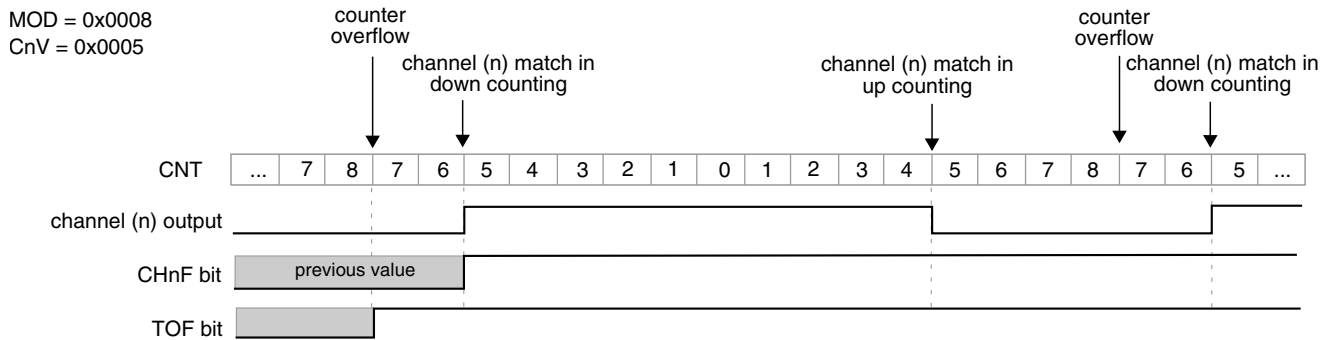 MOD = 0x0008
CnV = 0x0005
counter
overflow
channel (n) match in
down counting
channel (n) match in
up counting
counter
overflow
channel (n) match in
down counting
CNT
... 7 8 7 6 5 4 3 2 1 0 1 2 3 4 5 6 7 8 7 6 5 ...
channel (n) output
CHnF bit
previous value
TOF bit